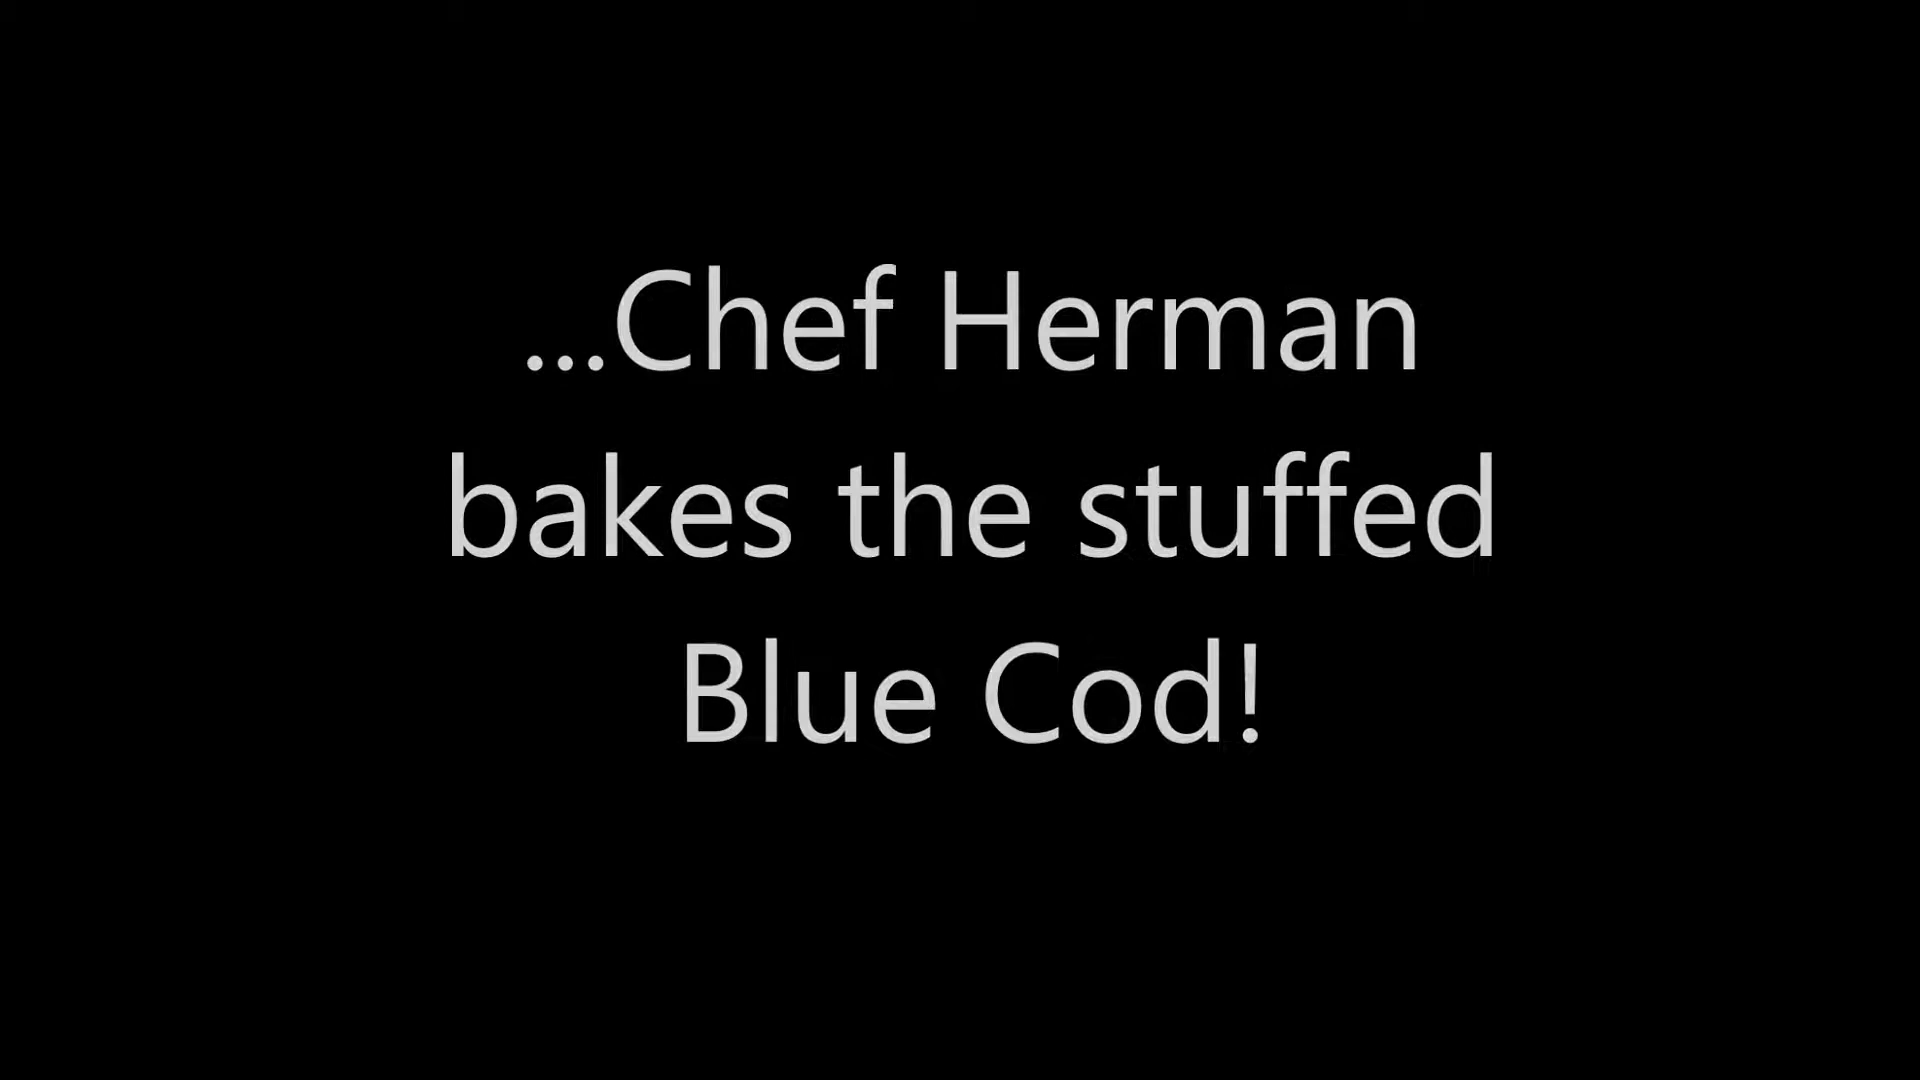 ...Chef Herman
bakes the stuffed
Blue Cod!